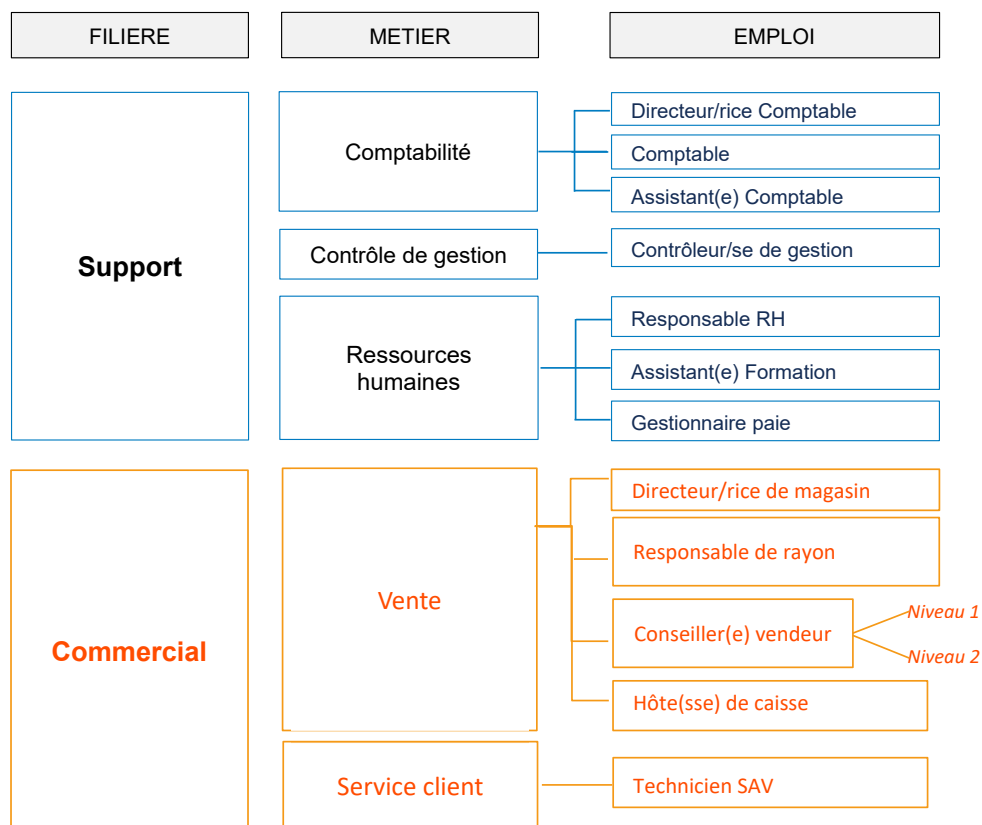 FILIERE
METIER
EMPLOI
Support
Comptabilité
Directeur/rice Comptable
Comptable
Assistant(e) Comptable
Contrôle de gestion
Contrôleur/se de gestion
Ressources
humaines
Responsable RH
Assistant(e) Formation
Gestionnaire paie
Commercial
Vente
Directeur/rice de magasin
Responsable de rayon
Conseiller(e) vendeur
Niveau 1
Niveau 2
Hôte(sse) de caisse
Service client
Technicien SAV